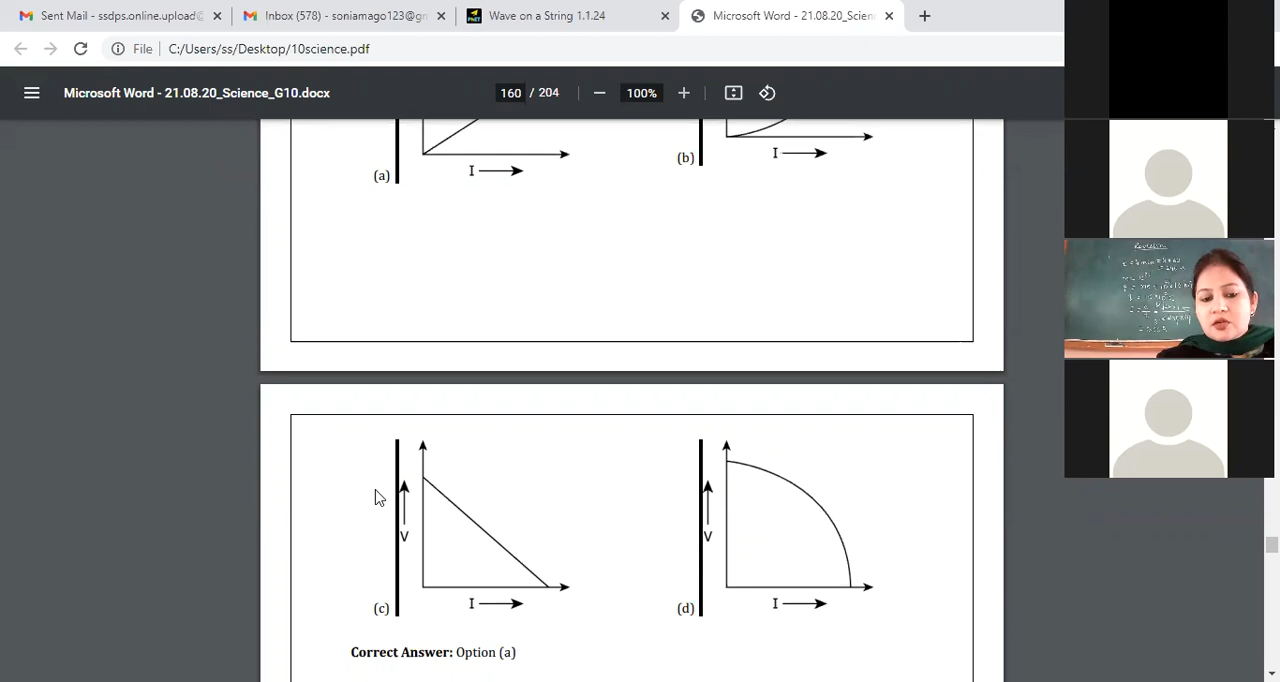 Sent Mail - ssdps.online.upload@
Inbox (578) - soniamago123@gm
Wave on a String 1.1.24
Microsoft Word - 21.08.20_Scien
File
C:/Users/ss/Desktop/10science.pdf
Microsoft Word - 21.08.20_Science_G10.docx
160 / 204
100%
(a)
I
(b)
I
V
(c)
I
V
(d)
I
Correct Answer: Option (a)
Revision